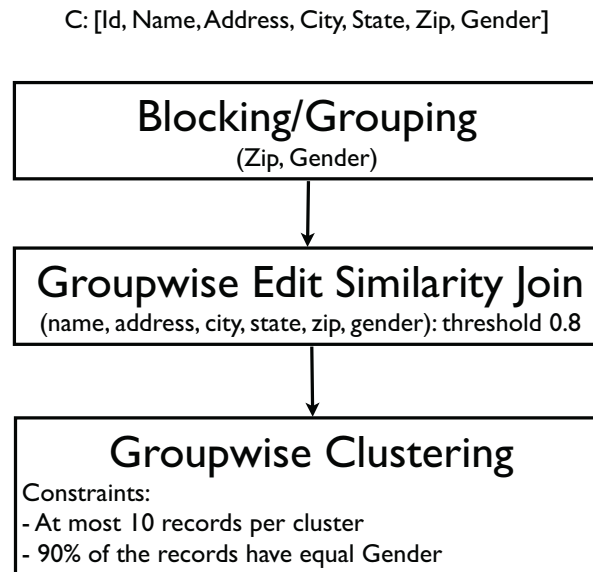 C: [Id, Name, Address, City, State, Zip, Gender]
Blocking/Grouping
(Zip, Gender)
Groupwise Edit Similarity Join
(name, address, city, state, zip, gender): threshold 0.8
Groupwise Clustering
Constraints:
- At most 10 records per cluster
- 90% of the records have equal Gender